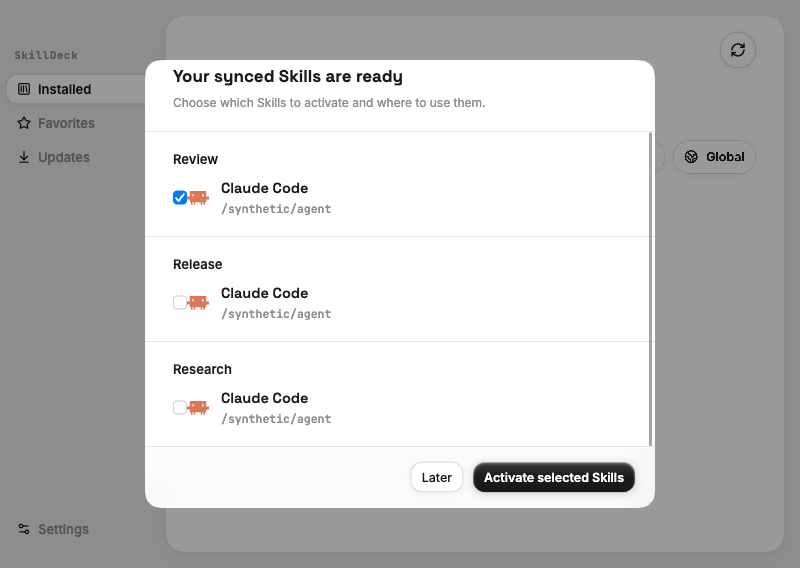 SkillDeck
Installed
Favorites
Updates
Settings
Global
Your synced Skills are ready
Choose which Skills to activate and where to use them.
Review
Claude Code
/synthetic/agent
Release
Claude Code
/synthetic/agent
Research
Claude Code
/synthetic/agent
Later
Activate selected Skills